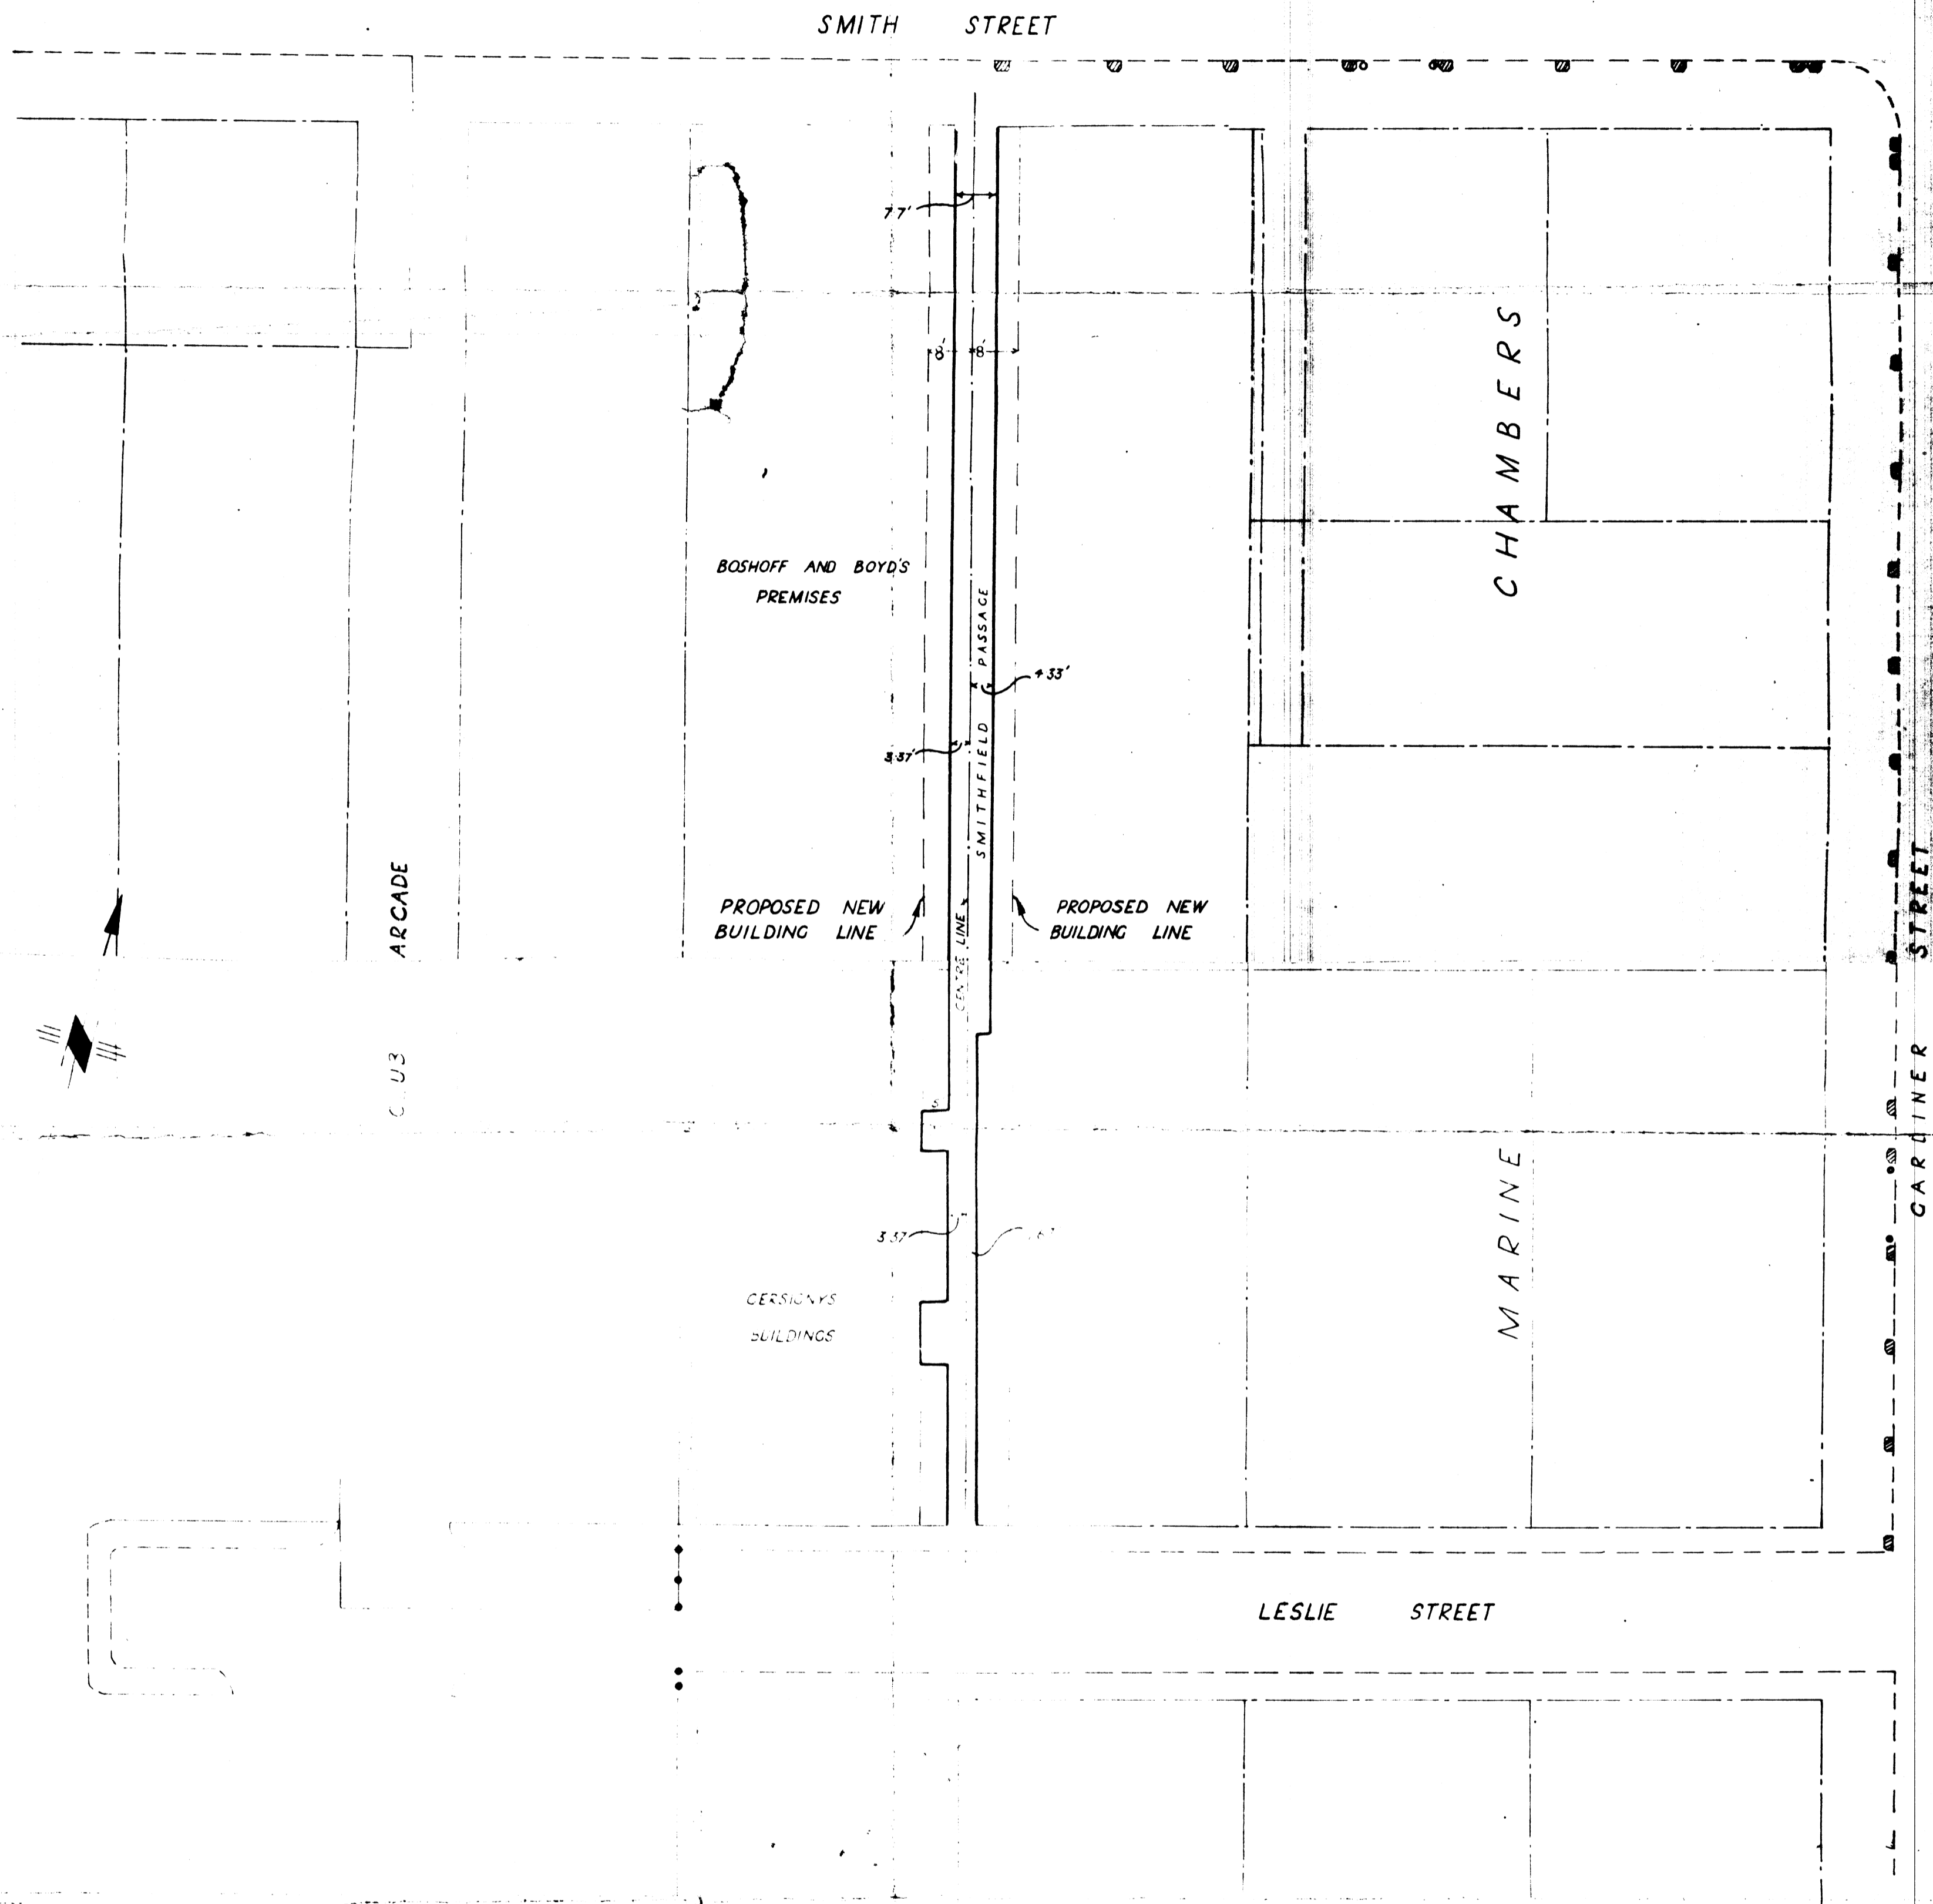 SMITH STREET
7.7'
8'
8'
CHAMBERS
BOSHOFF AND BOYD'S
PREMISES
SMITHFIELD PASSAGE
4.33'
3.37'
ARCADE
PROPOSED NEW
BUILDING LINE
CENTRE LINE
PROPOSED NEW
BUILDING LINE
GARDINER STREET
MARINE
3.37
BUILDINGS
LESLIE STREET